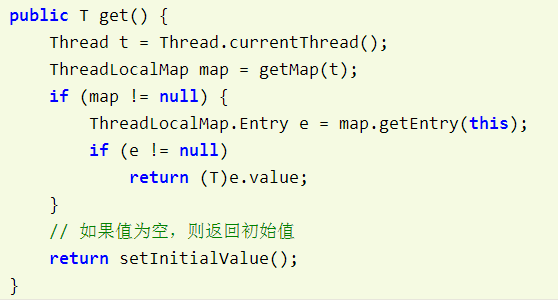 public T get() {
    Thread t = Thread.currentThread();
    ThreadLocalMap map = getMap(t);
    if (map != null) {
        ThreadLocalMap.Entry e = map.getEntry(this);
        if (e != null)
            return (T)e.value;
    }
    // 如果值为空，则返回初始值
    return setInitialValue();
}